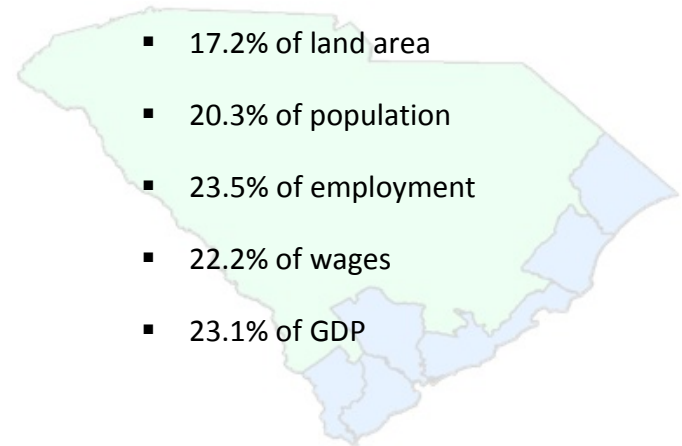 ▪ 17.2% of land area
▪ 20.3% of population
▪ 23.5% of employment
▪ 22.2% of wages
▪ 23.1% of GDP